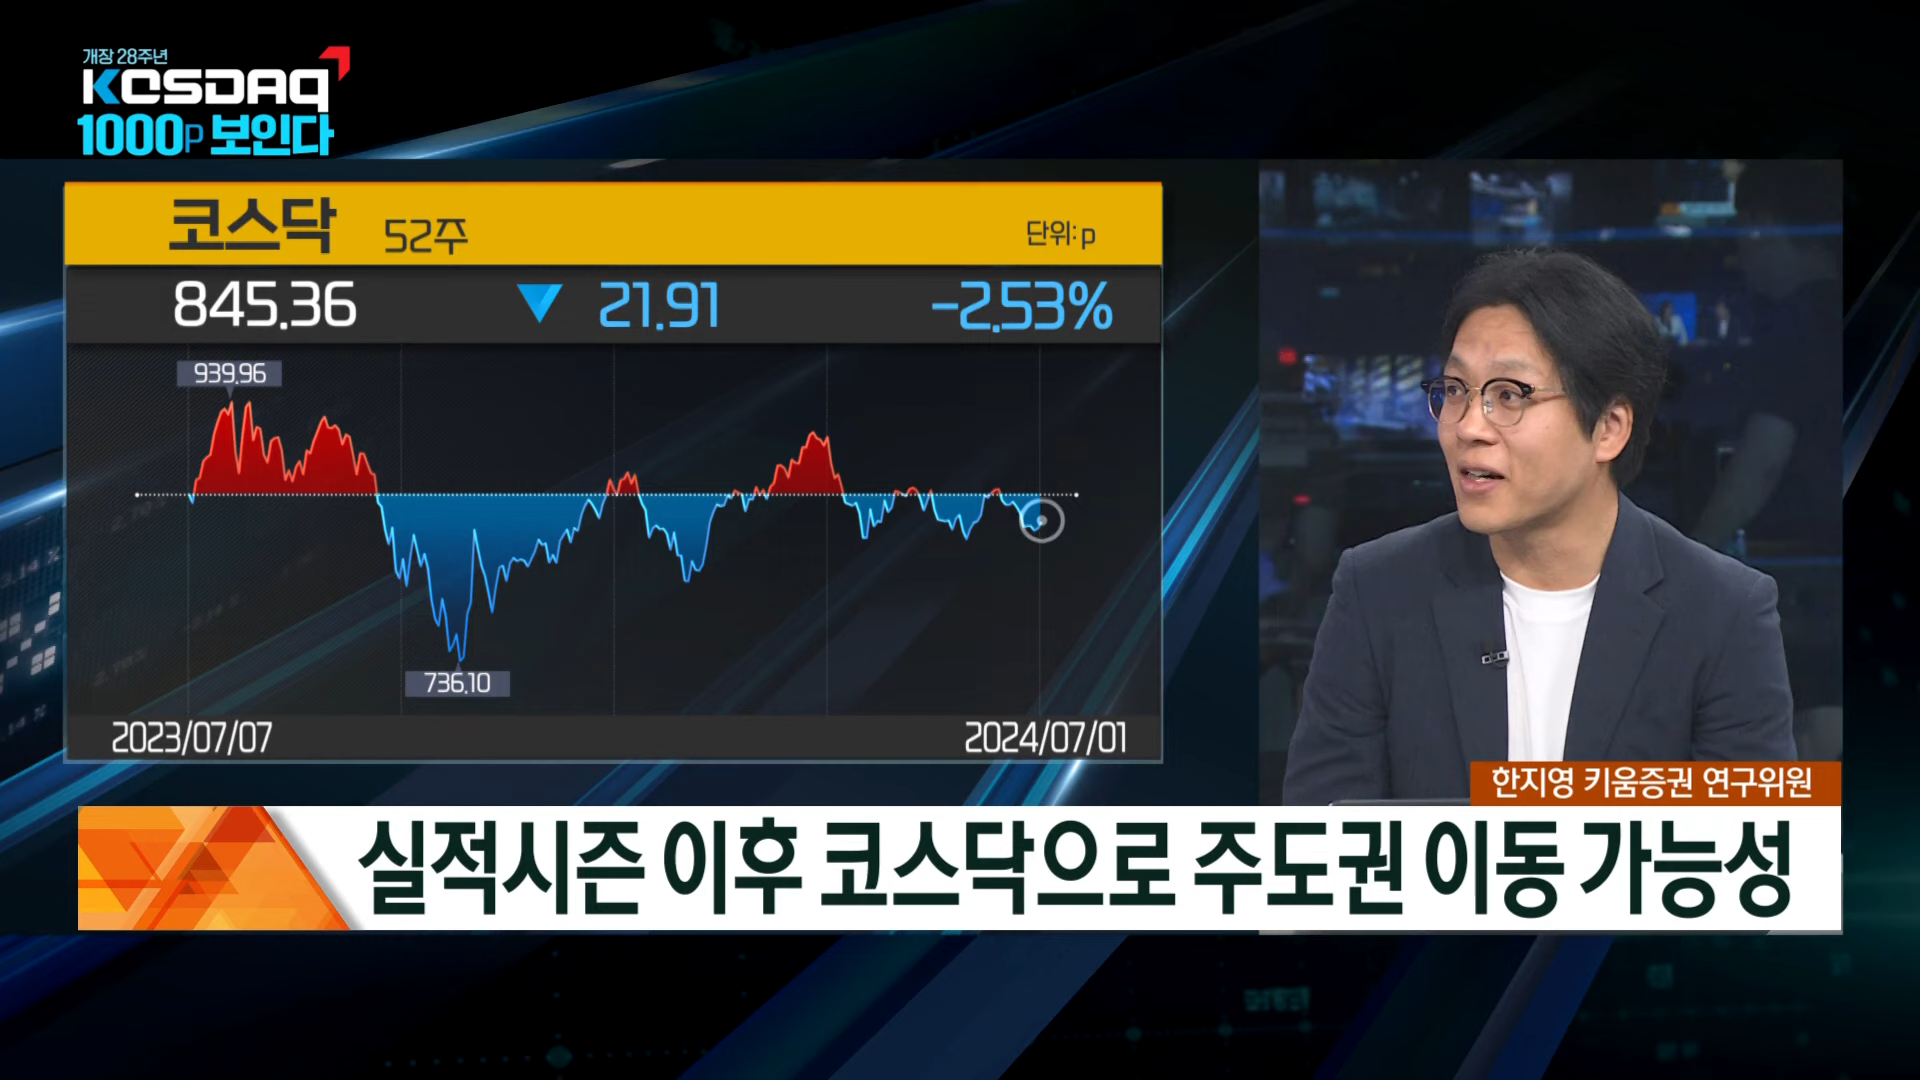 개장 28주년
KOSDAQ
1000P 보인다
코스닥 52주 단위:p
845.36 ▼ 21.91 -2.53%
939.96
736.10
2023/07/07 2024/07/01
한지영 키움증권 연구위원
실적시즌 이후 코스닥으로 주도권 이동 가능성